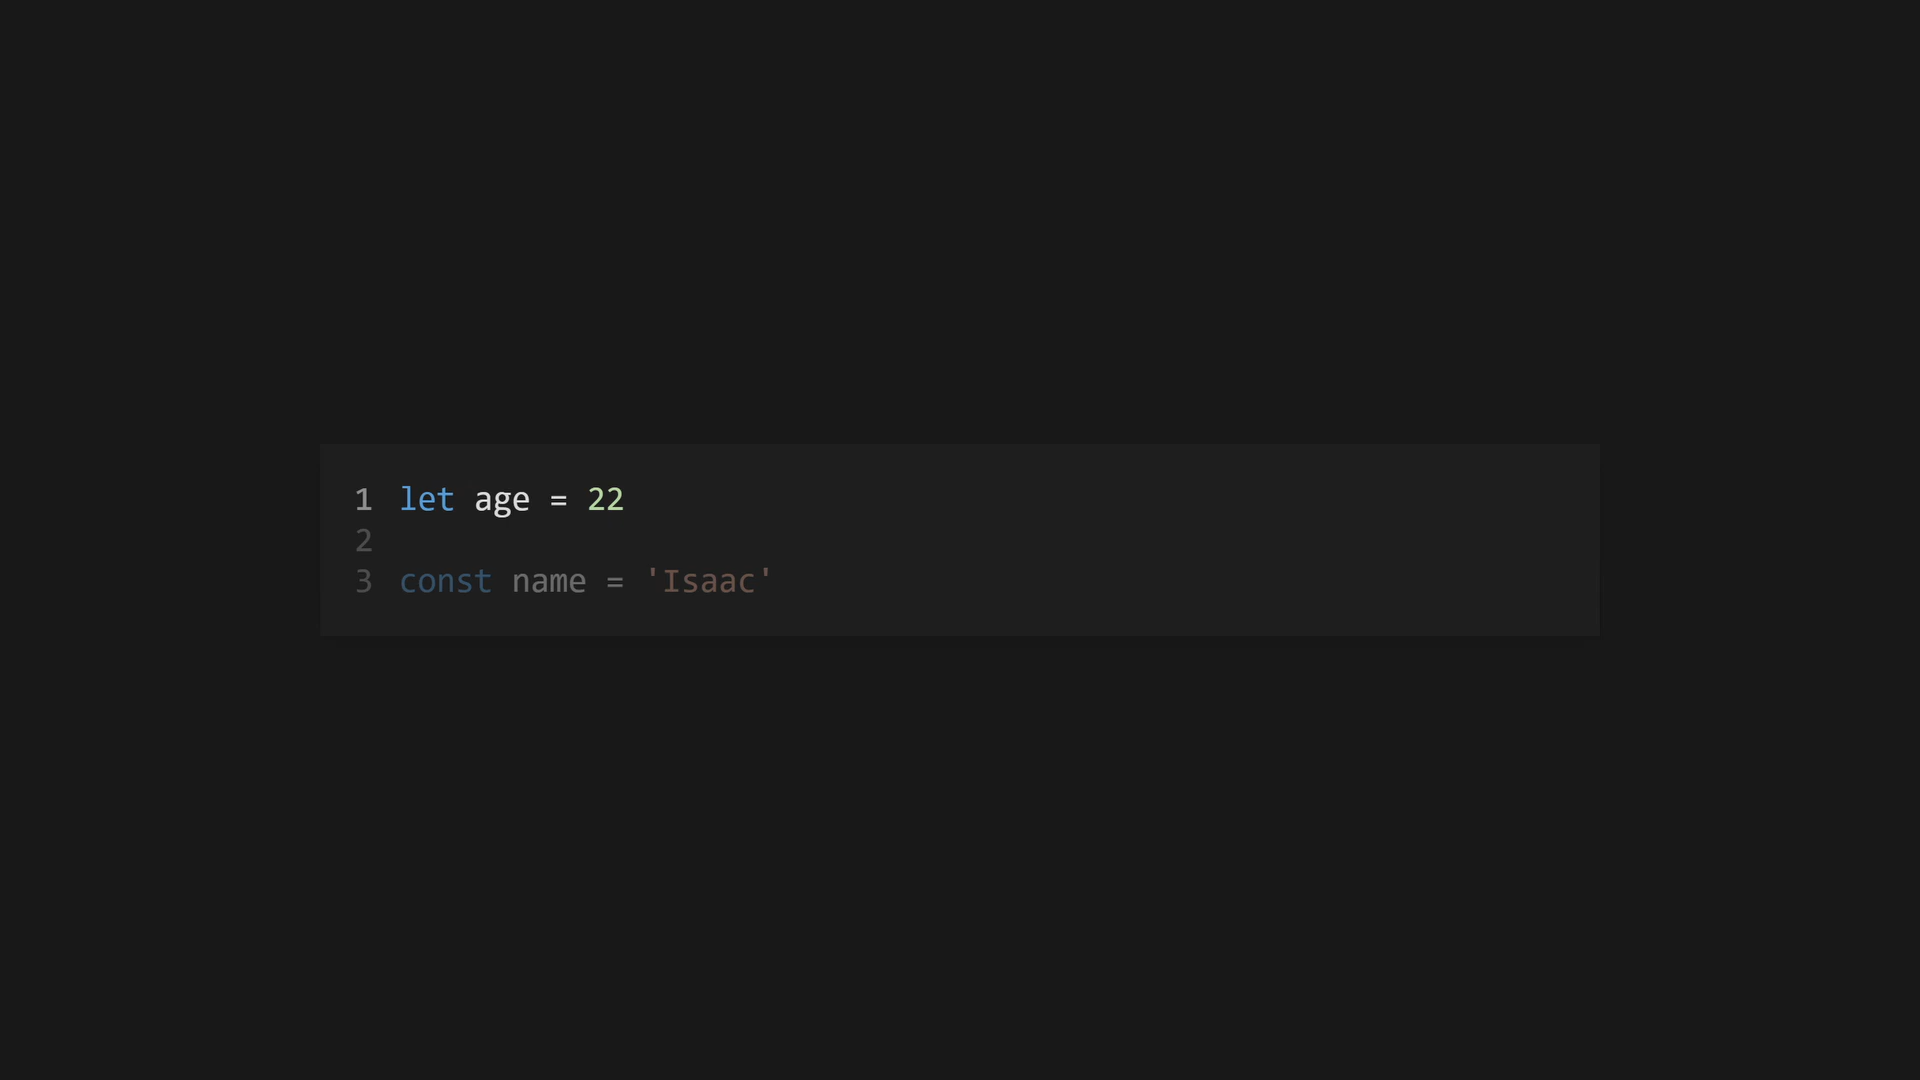 1 let age = 22
2
3 const name = 'Isaac'